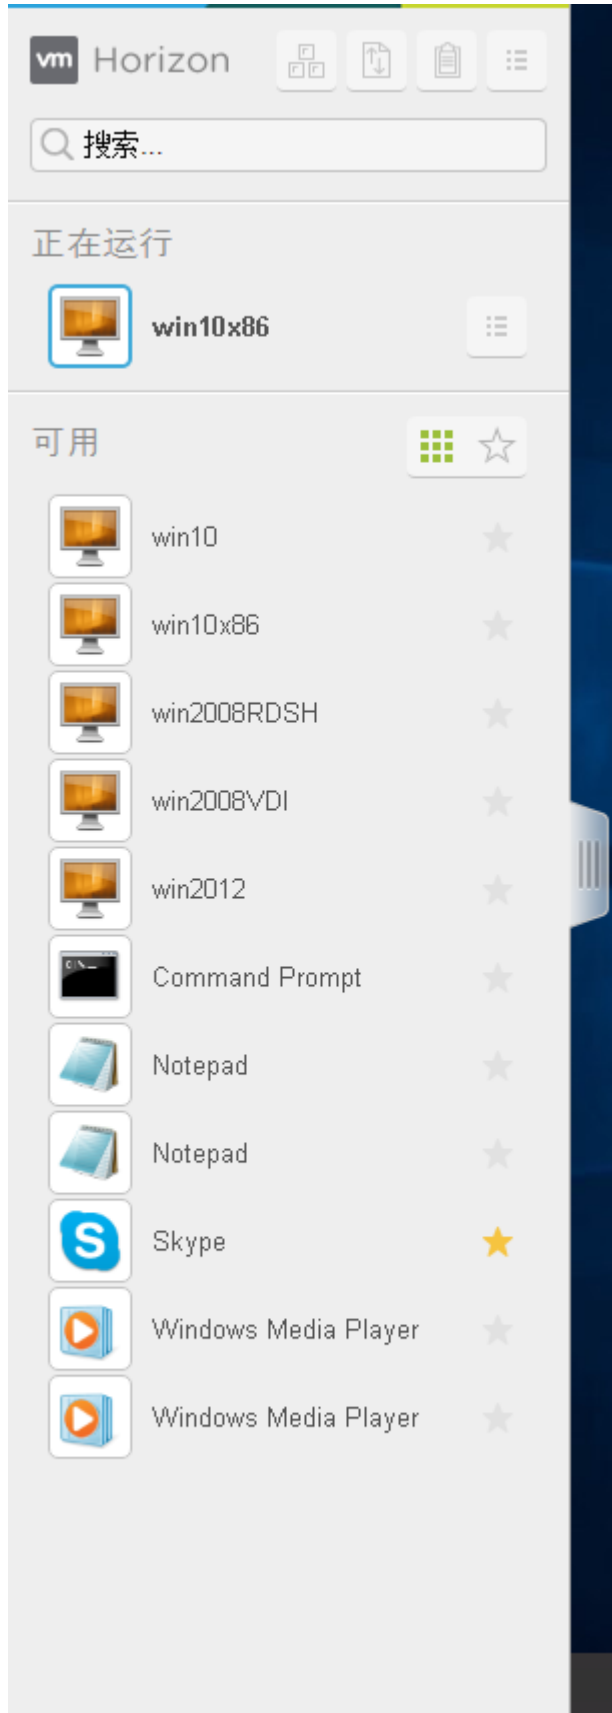 vm Horizon
搜索...
正在运行
win10x86
可用
win10
win10x86
win2008RDSH
win2008VDI
win2012
Command Prompt
Notepad
Notepad
Skype
Windows Media Player
Windows Media Player